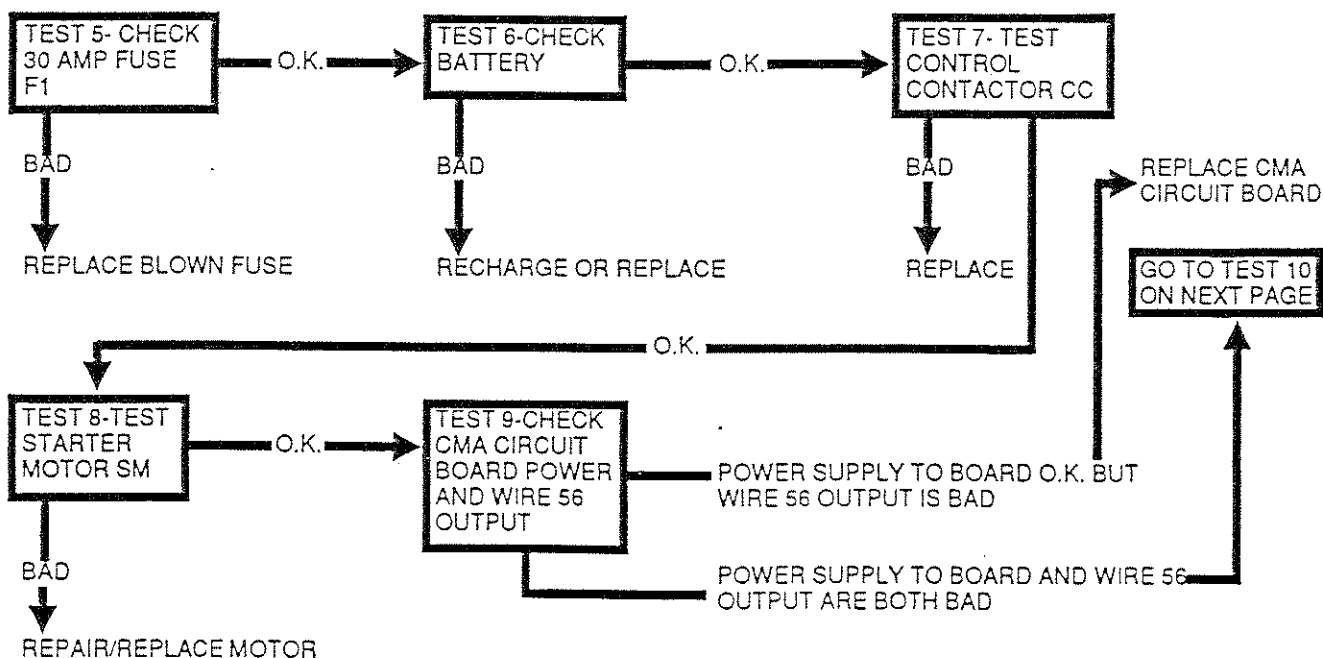 TEST 5- CHECK
30 AMP FUSE
F1
O.K.
TEST 6-CHECK
BATTERY
O.K.
TEST 7- TEST
CONTROL
CONTACTOR CC
BAD
REPLACE BLOWN FUSE
BAD
RECHARGE OR REPLACE
BAD
REPLACE
REPLACE CMA
CIRCUIT BOARD
GO TO TEST 10
ON NEXT PAGE
O.K.
TEST 8-TEST
STARTER
MOTOR SM
O.K.
TEST 9-CHECK
CMA CIRCUIT
BOARD POWER
AND WIRE 56
OUTPUT
POWER SUPPLY TO BOARD O.K. BUT
WIRE 56 OUTPUT IS BAD
POWER SUPPLY TO BOARD AND WIRE 56
OUTPUT ARE BOTH BAD
BAD
REPAIR/REPLACE MOTOR